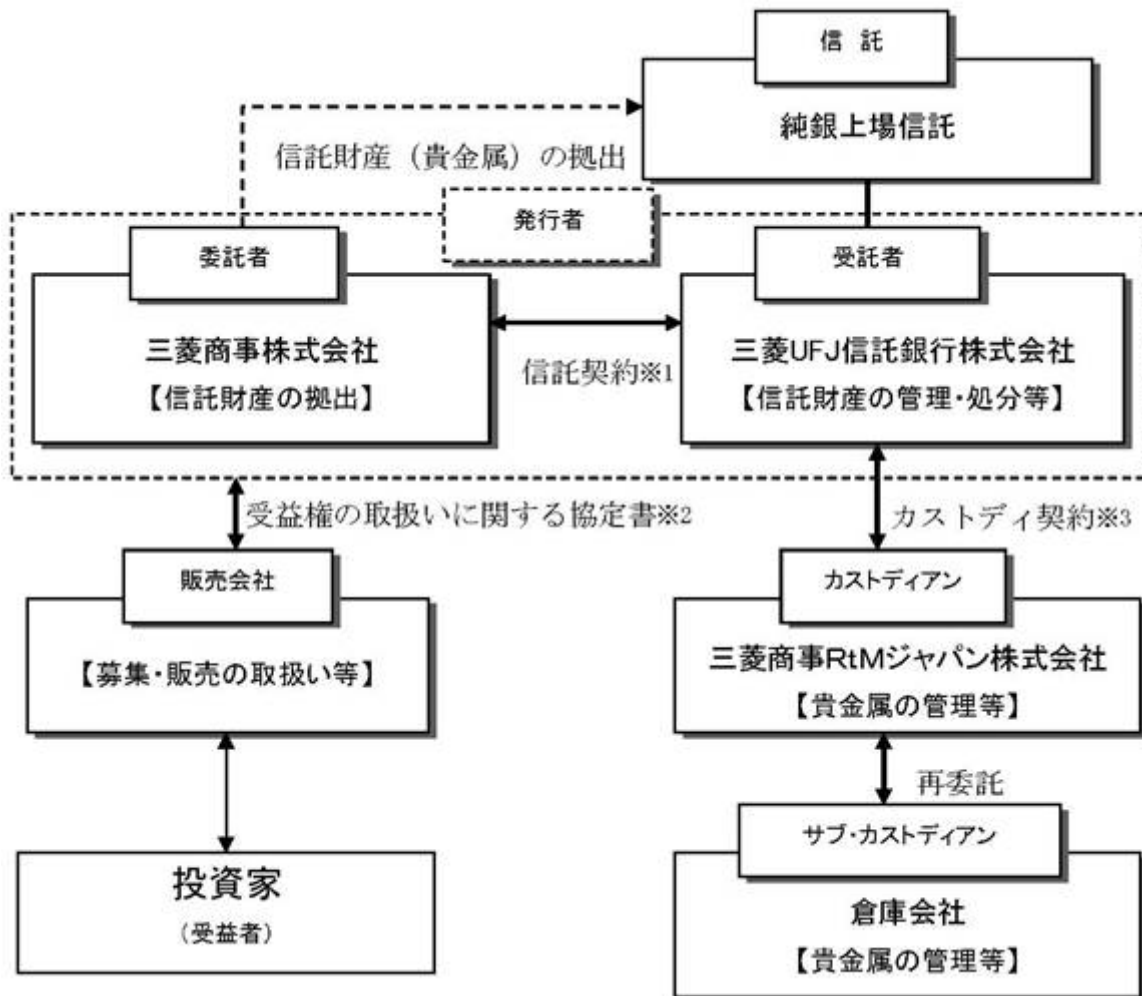 信 託
純銀上場信託
信託財産（貴金属）の拠出
発行者
委託者
三菱商事株式会社
【信託財産の拠出】
信託契約※1
受託者
三菱UFJ信託銀行株式会社
【信託財産の管理・処分等】
受益権の取扱いに関する協定書※2
カストディ契約※3
販売会社
【募集・販売の取扱い等】
カストディアン
三菱商事RtMジャパン株式会社
【貴金属の管理等】
再委託
投資家
(受益者)
サブ・カストディアン
倉庫会社
【貴金属の管理等】